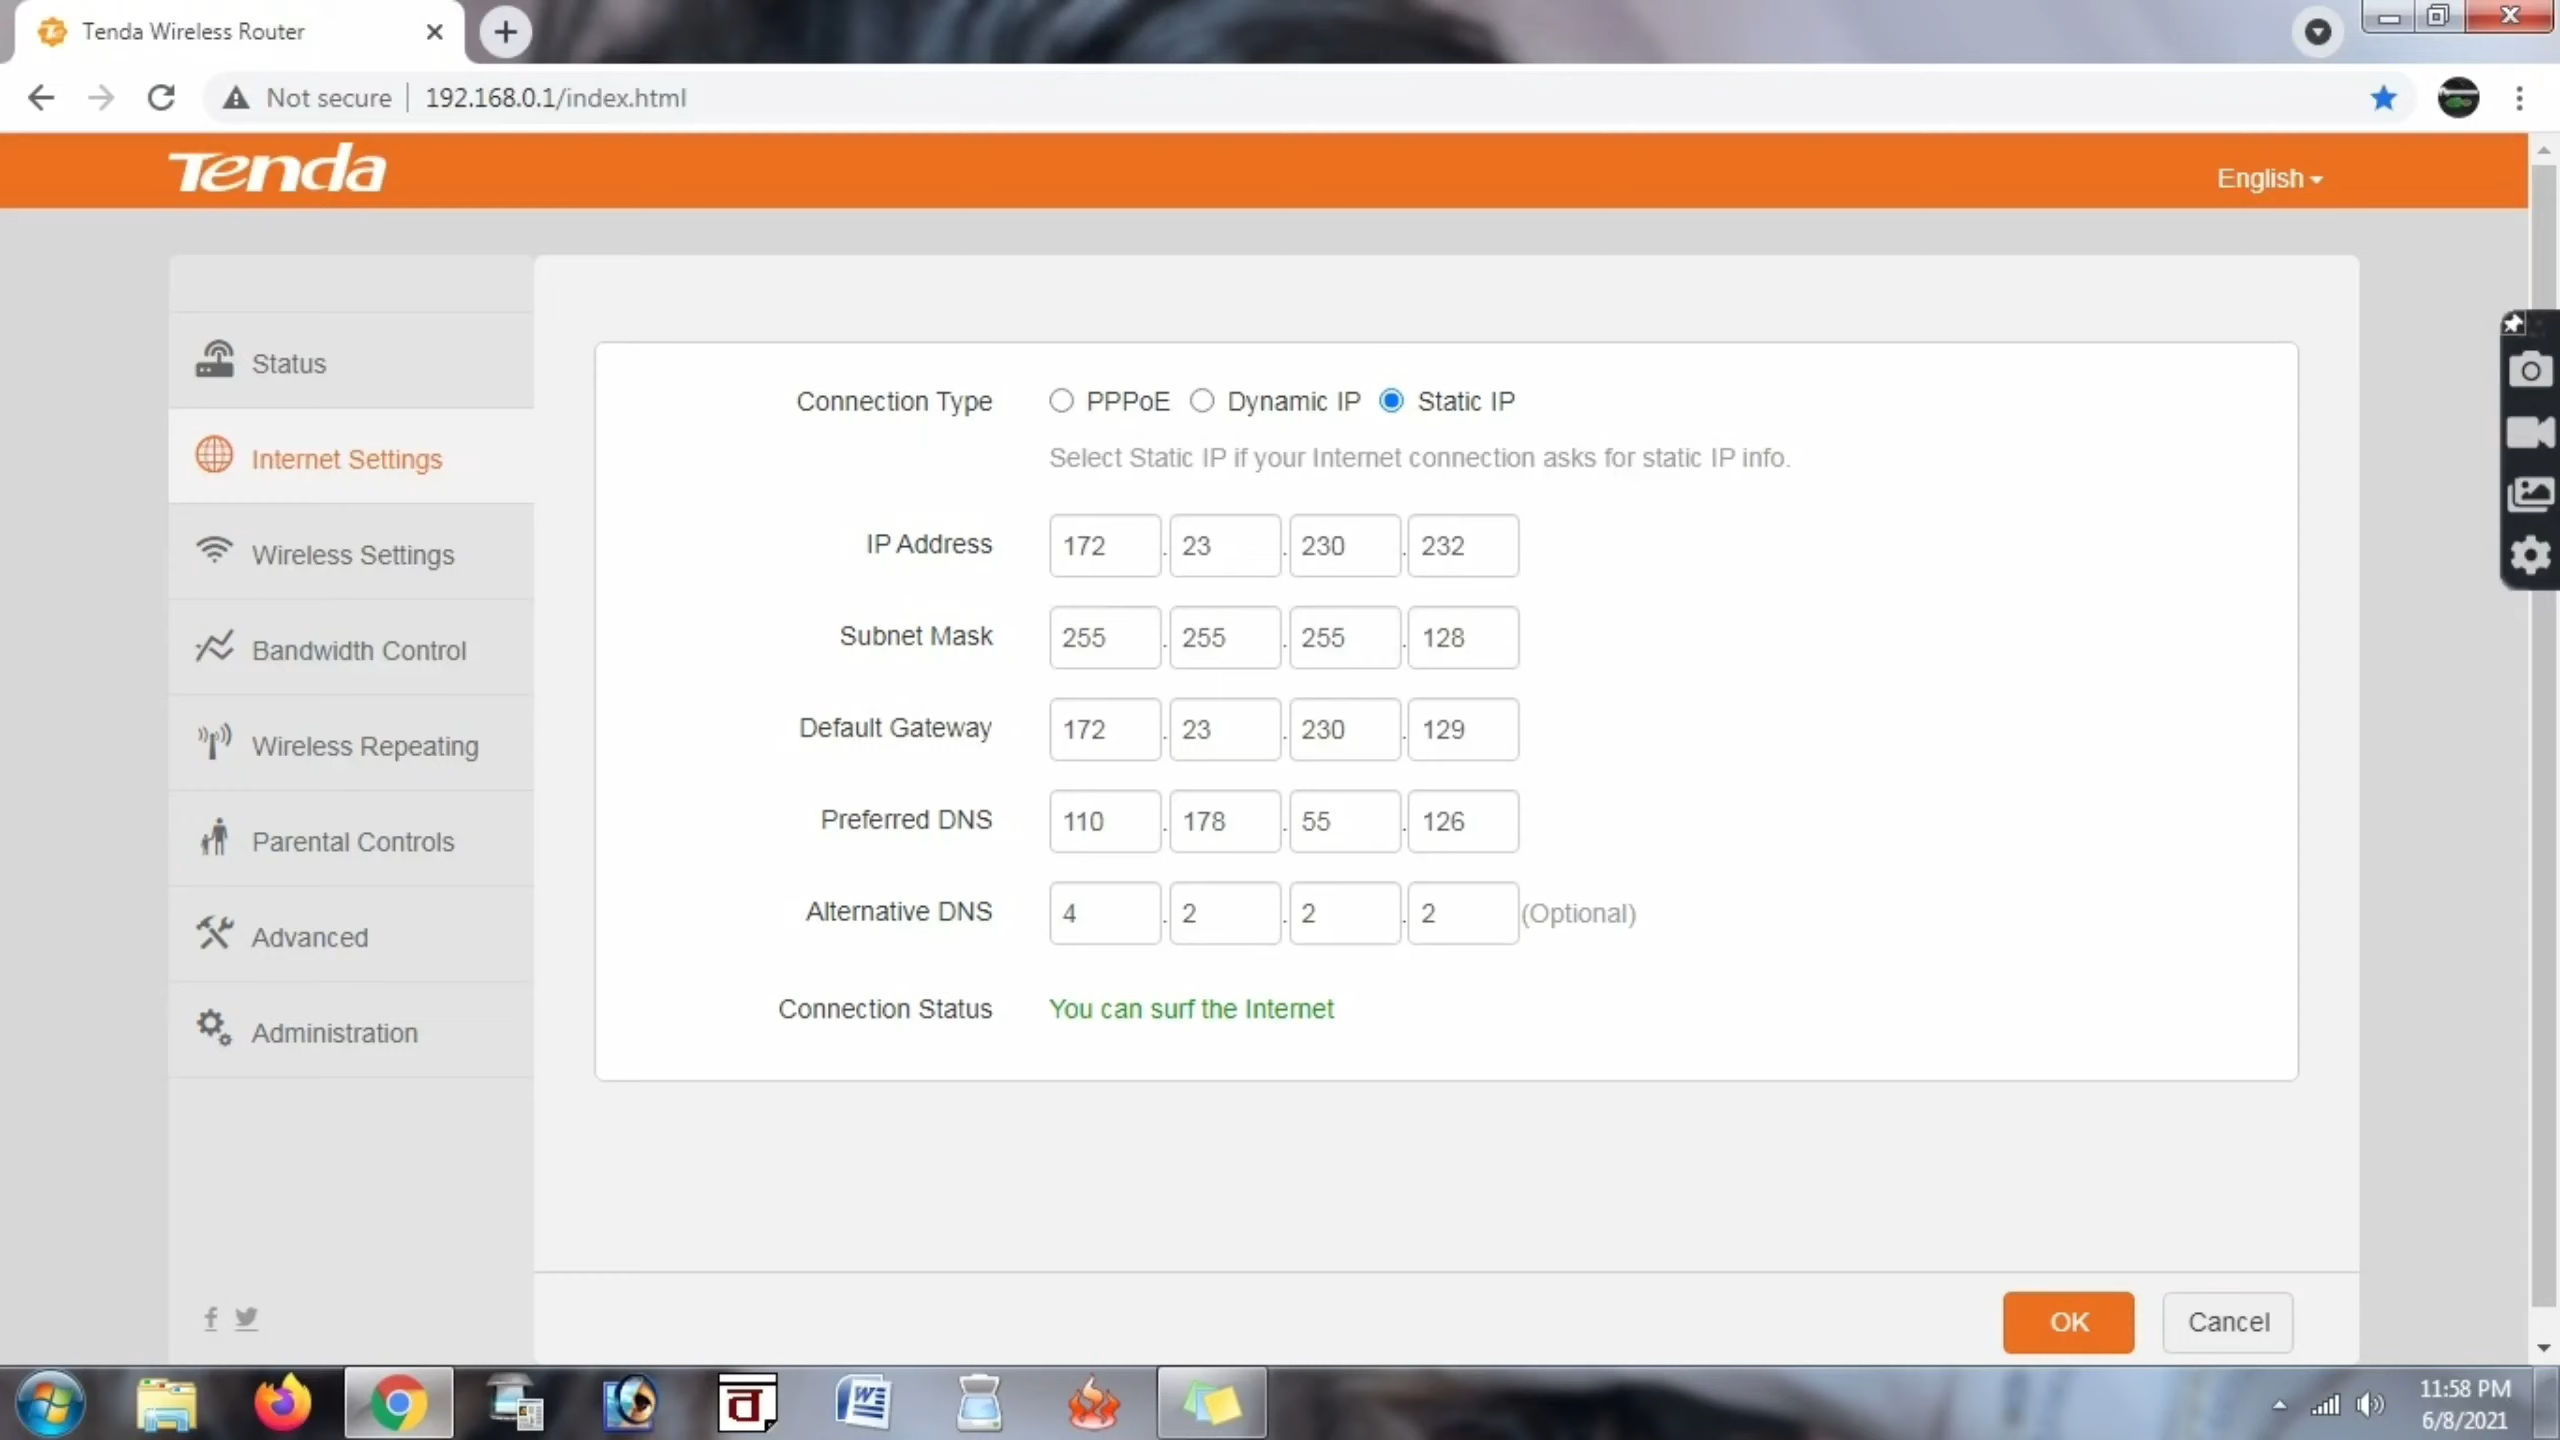 Tenda Wireless Router
Not secure 192.168.0.1/index.html
Tenda
English
Status
Internet Settings
Wireless Settings
Bandwidth Control
Wireless Repeating
Parental Controls
Advanced
Administration
Connection Type PPPoE Dynamic IP Static IP
Select Static IP if your Internet connection asks for static IP info.
IP Address 172 . 23 . 230 . 232
Subnet Mask 255 . 255 . 255 . 128
Default Gateway 172 . 23 . 230 . 129
Preferred DNS 110 . 178 . 55 . 126
Alternative DNS 4 . 2 . 2 . 2 (Optional)
Connection Status You can surf the Internet
OK Cancel
11:58 PM
6/8/2021